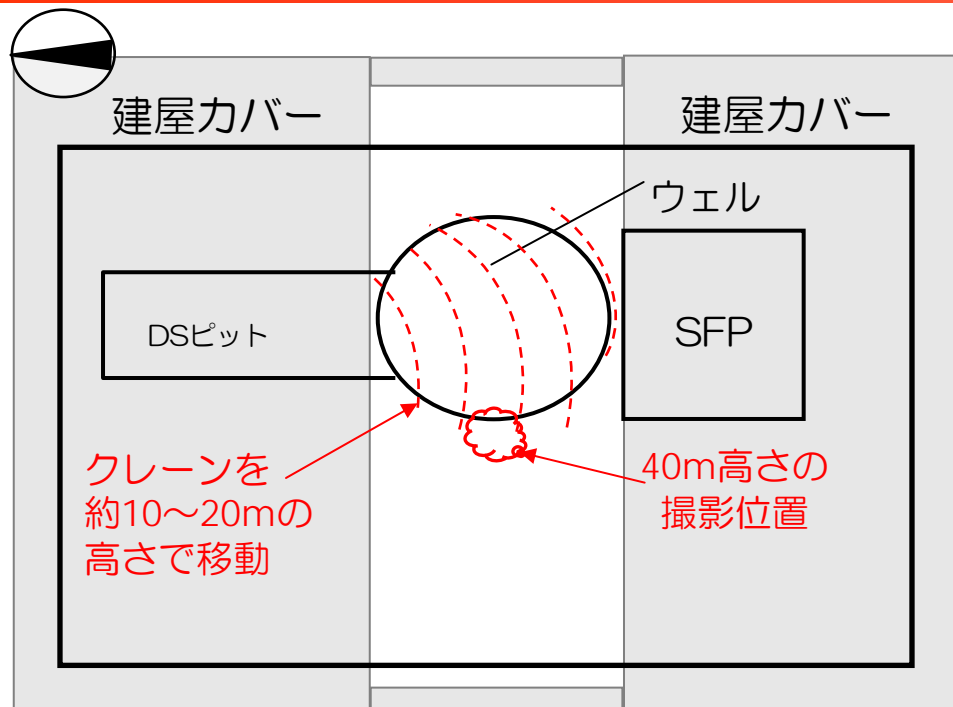 建屋カバー
建屋カバー
ウェル
DSピット
SFP
クレーンを
約10～20mの
高さで移動
40m高さの
撮影位置